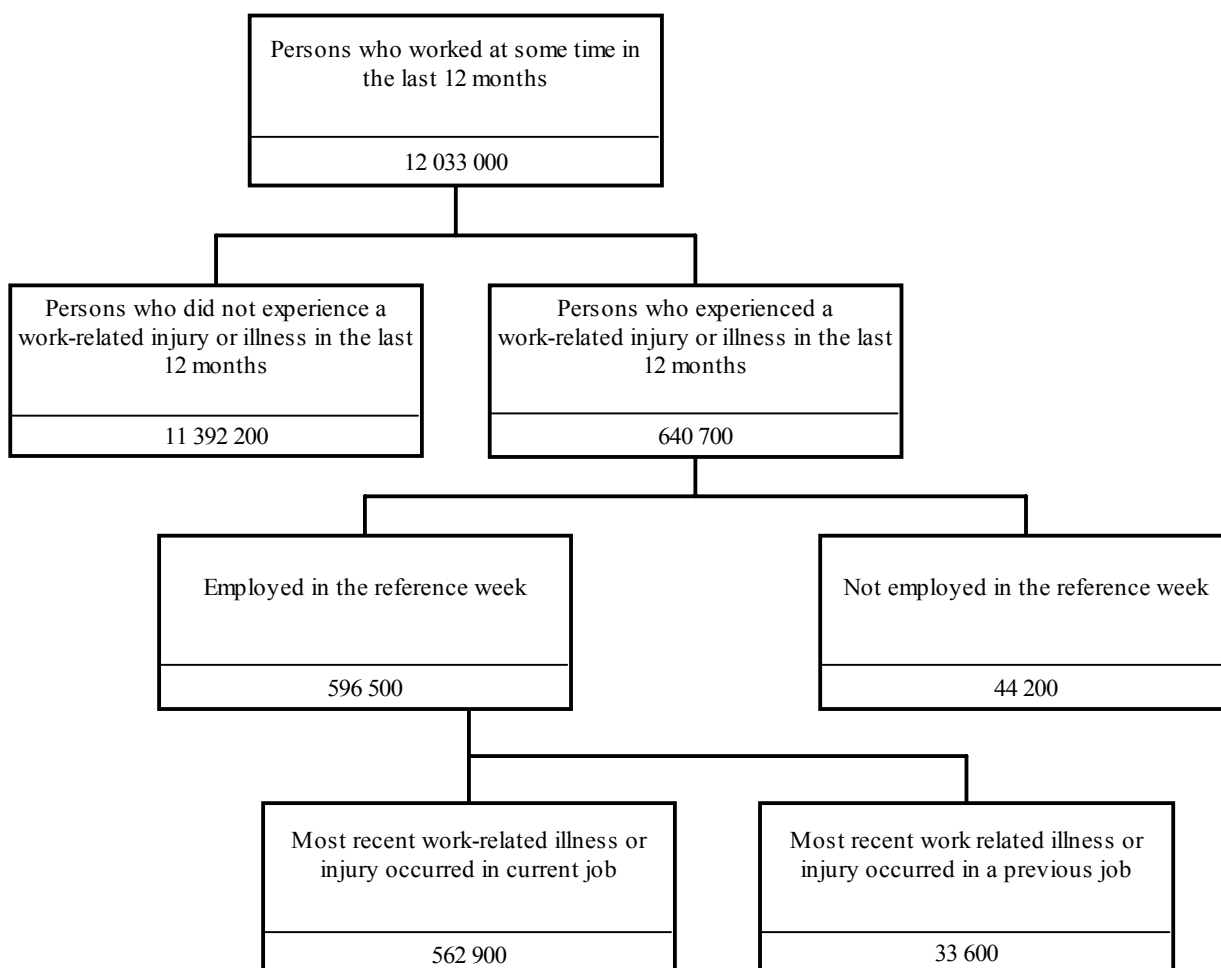 Persons who worked at some time in
the last 12 months
12 033 000
Persons who did not experience a
work-related injury or illness in the last
12 months
11 392 200
Persons who experienced a
work-related injury or illness in the last
12 months
640 700
Employed in the reference week
596 500
Not employed in the reference week
44 200
Most recent work-related illness or
injury occurred in current job
562 900
Most recent work related illness or
injury occurred in a previous job
33 600